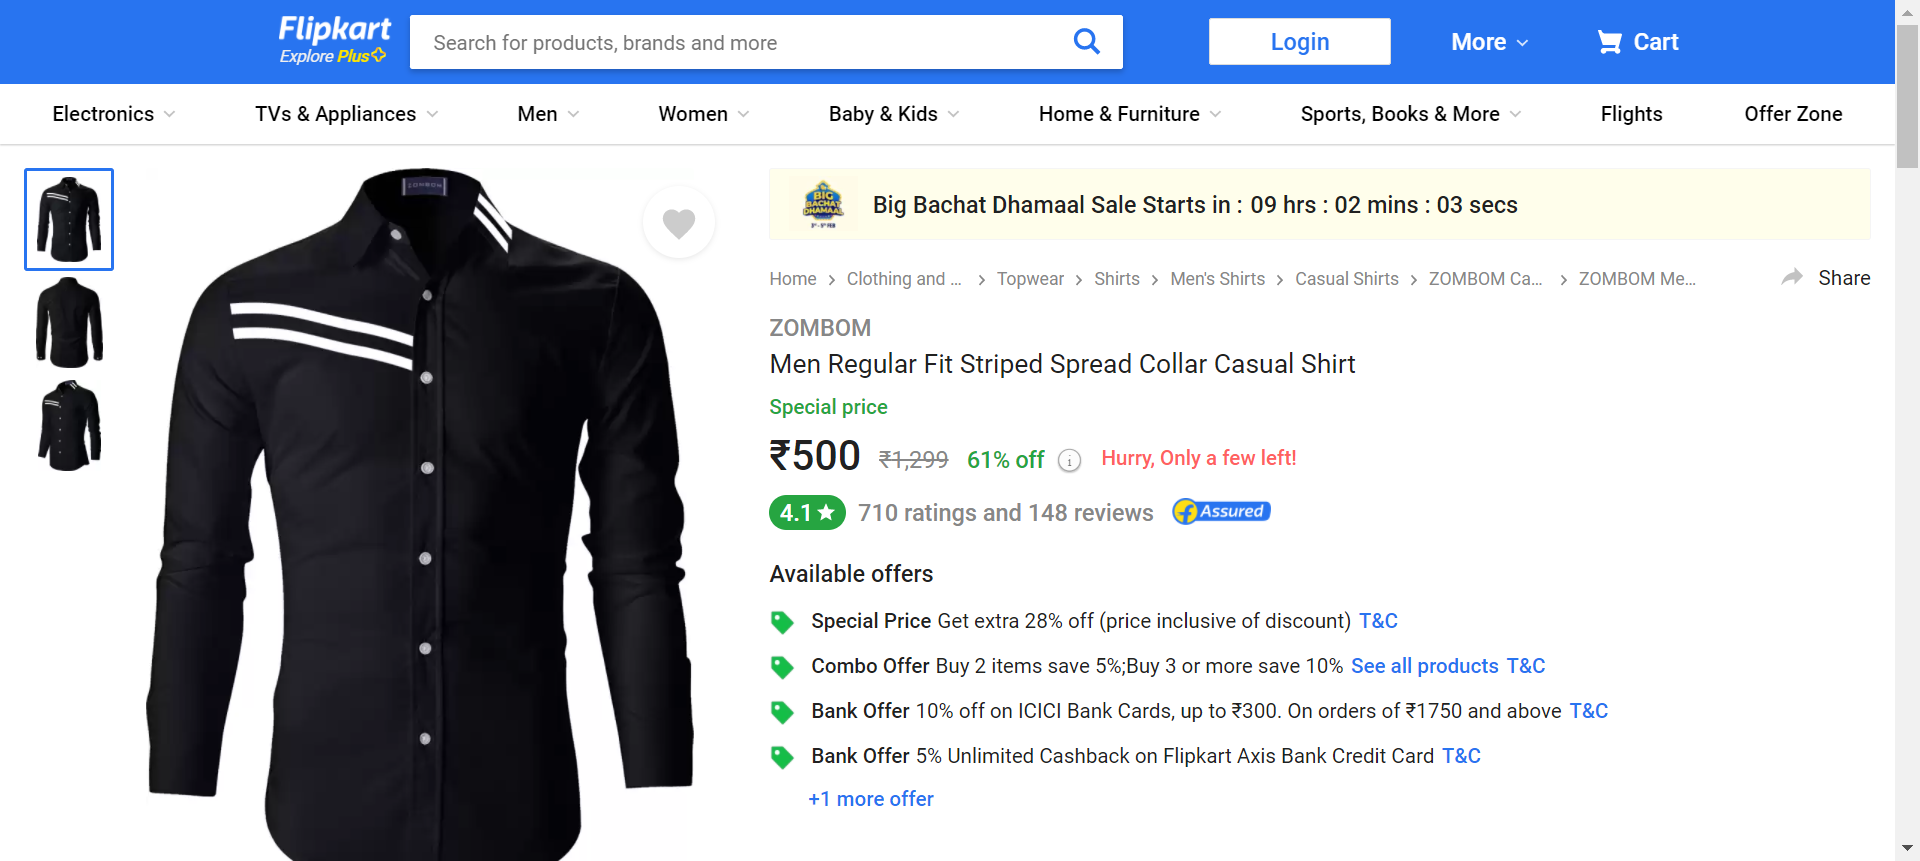 Flipkart
Explore Plus
Search for products, brands and more
Login
More
Cart
Electronics
TVs & Appliances
Men
Women
Baby & Kids
Home & Furniture
Sports, Books & More
Flights
Offer Zone
ZOMBOM
BIG
BACHAT
DHAMAAL
Big Bachat Dhamaal Sale Starts in : 09 hrs : 02 mins : 03 secs
Home > Clothing and ... > Topwear > Shirts > Men's Shirts > Casual Shirts > ZOMBOM Ca... > ZOMBOM Me...
Share
ZOMBOM
Men Regular Fit Striped Spread Collar Casual Shirt
Special price
₹500 ₹1,299 61% off i Hurry, Only a few left!
4.1★ 710 ratings and 148 reviews f Assured
Available offers
Special Price Get extra 28% off (price inclusive of discount) T&C
Combo Offer Buy 2 items save 5%;Buy 3 or more save 10% See all products T&C
Bank Offer 10% off on ICICI Bank Cards, up to ₹300. On orders of ₹1750 and above T&C
Bank Offer 5% Unlimited Cashback on Flipkart Axis Bank Credit Card T&C
+1 more offer